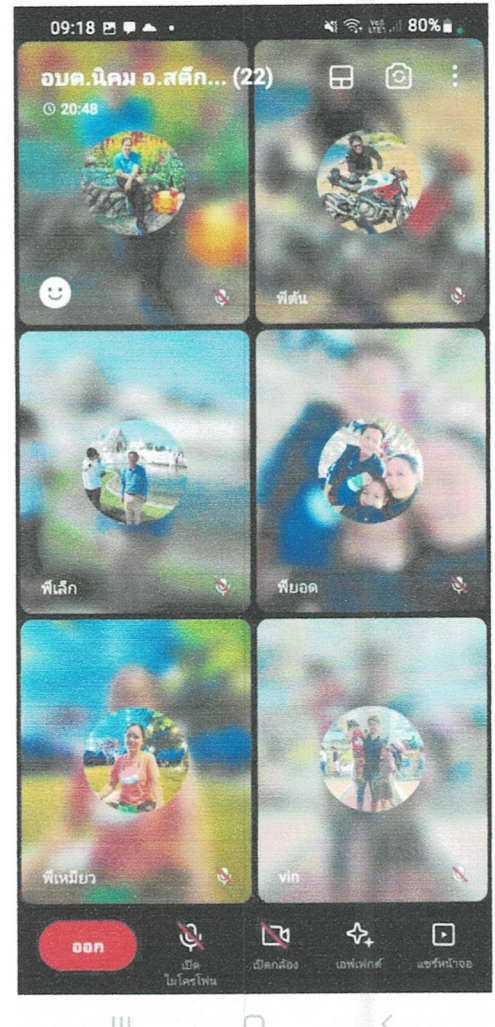 09:18
80%
อบต.นิคม อ.สตึก... (22)
20:48
พี่ต้น
พี่เล็ก
พี่ยอด
พี่เหมียว
vin
ออก
เปิด
ไมโครโฟน
เปิดกล้อง
เอฟเฟกต์
แชร์หน้าจอ